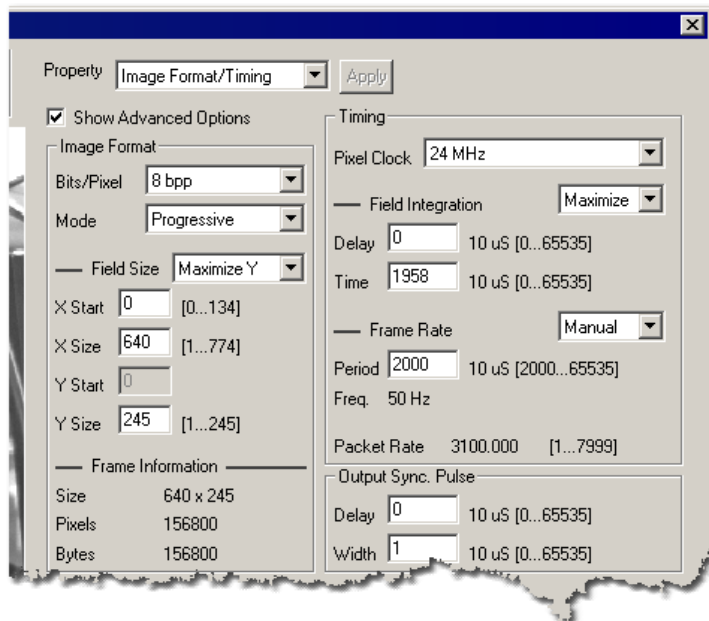 Property Image Format/Timing Apply
Show Advanced Options
Image Format
Bits/Pixel 8 bpp
Mode Progressive
Field Size Maximize Y
X Start 0 [0...134]
X Size 640 [1...774]
Y Start 0
Y Size 245 [1...245]
Frame Information
Size 640 x 245
Pixels 156800
Bytes 156800
Timing
Pixel Clock 24 MHz
Field Integration Maximize
Delay 0 10 uS [0...65535]
Time 1958 10 uS [0...65535]
Frame Rate Manual
Period 2000 10 uS [2000...65535]
Freq. 50 Hz
Packet Rate 3100.000 [1...7999]
Output Sync. Pulse
Delay 0 10 uS [0...65535]
Width 1 10 uS [0...65535]